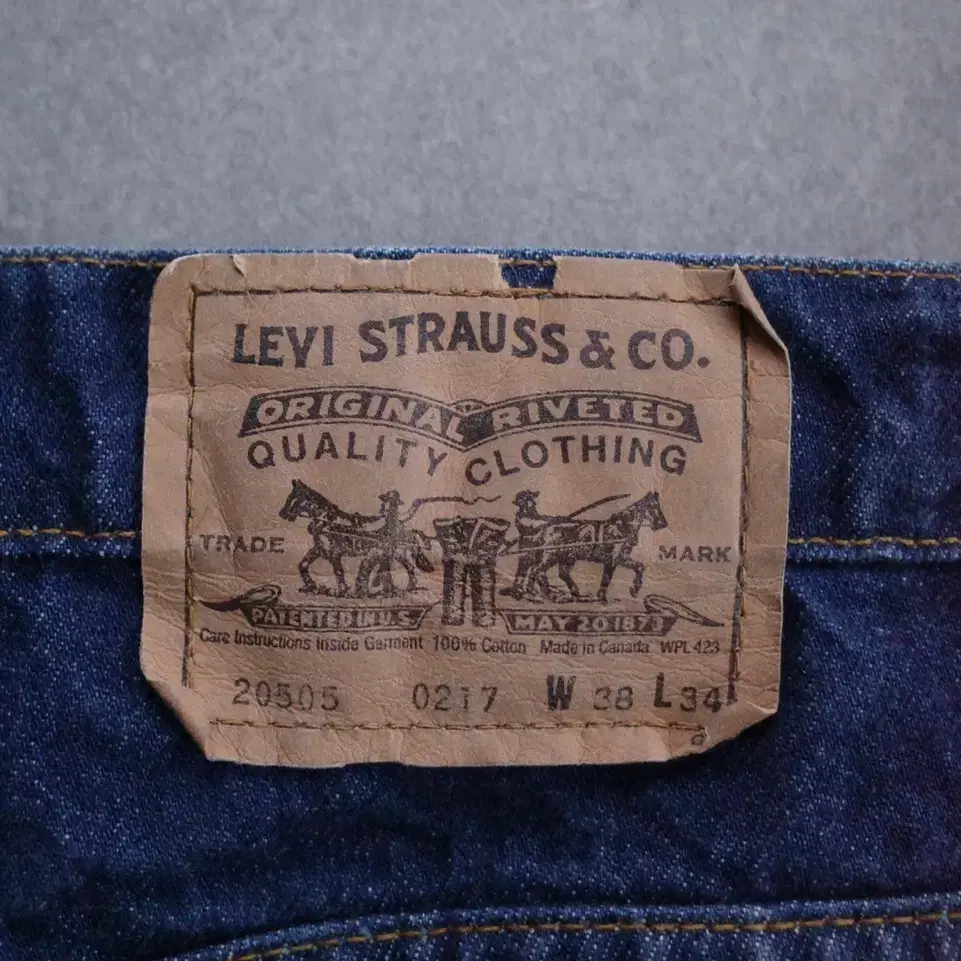 LEVI STRAUSS & CO.
ORIGINAL RIVETED
QUALITY CLOTHING
TRADE MARK
PATENTED IN U.S. MAY 20 1873
Care Instructions Inside Garment 100% Cotton Made in Canada WPL 423
20505 0217 W 38 L 34